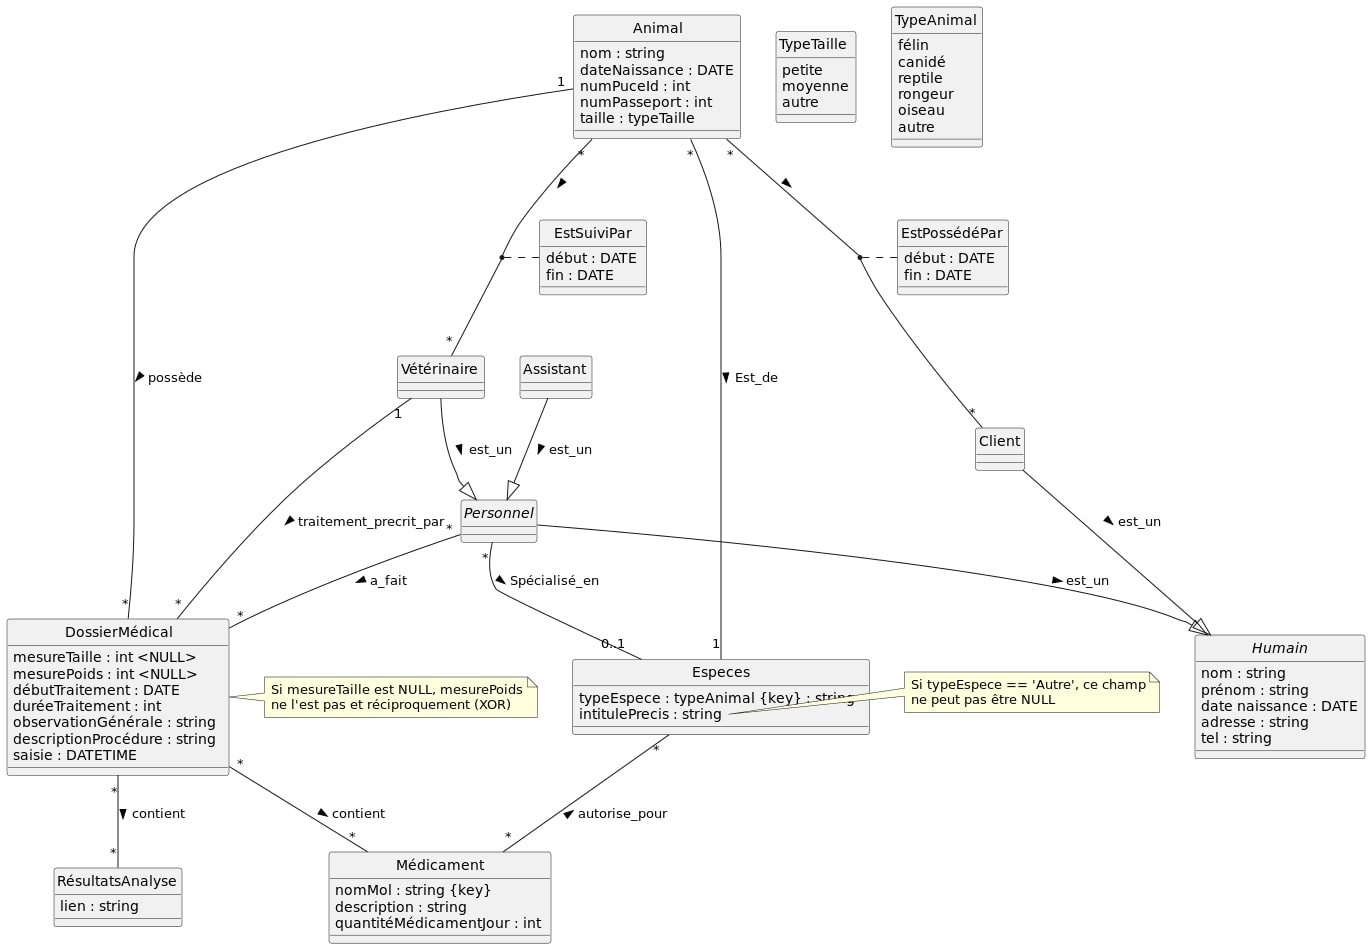 Animal
nom : string
dateNaissance : DATE
numPuceId : int
numPasseport : int
taille : typeTaille
TypeTaille
petite
moyenne
autre
TypeAnimal
félin
canidé
reptile
rongeur
oiseau
autre
1
*
*
*
EstSuiviPar
début : DATE
fin : DATE
EstPossédéPar
début : DATE
fin : DATE
*
Vétérinaire
Assistant
possède
Est_de
*
Client
1
est_un
est_un
traitement_precrit_par
*
Personnel
est_un
*
a_fait
Spécialisé_en
est_un
*
*
*
0..1
1
DossierMédical
mesureTaille : int <NULL>
mesurePoids : int <NULL>
débutTraitement : DATE
duréeTraitement : int
observationGénérale : string
descriptionProcédure : string
saisie : DATETIME
Si mesureTaille est NULL, mesurePoids
ne l'est pas et réciproquement (XOR)
Especes
typeEspece : typeAnimal {key} : string
intitulePrecis : string
Si typeEspece == 'Autre', ce champ
ne peut pas être NULL
Humain
nom : string
prénom : string
date naissance : DATE
adresse : string
tel : string
*
*
*
contient
contient
autorise_pour
*
*
*
RésultatsAnalyse
lien : string
Médicament
nomMol : string {key}
description : string
quantitéMédicamentJour : int